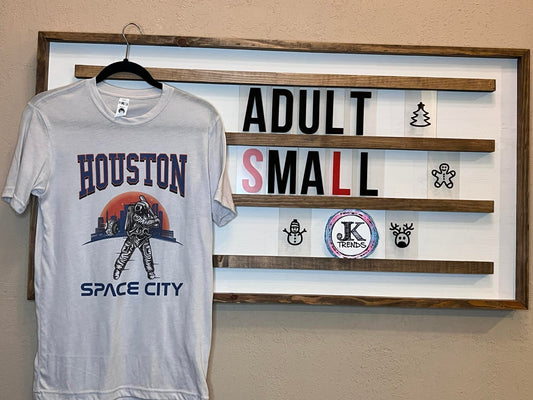 HOUSTON
SPACE CITY
ADULT
SMALL
JK
TRENDS